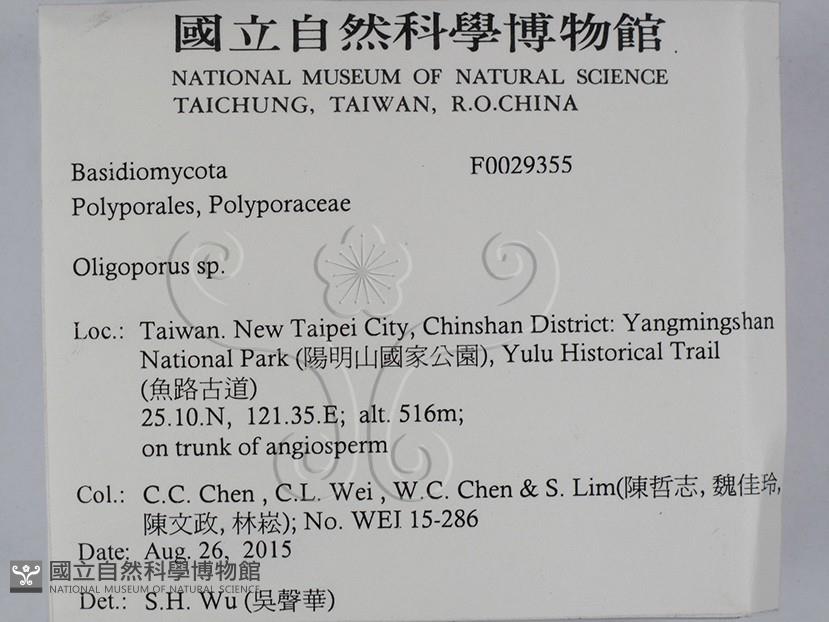 國立自然科學博物館
NATIONAL MUSEUM OF NATURAL SCIENCE
TAICHUNG, TAIWAN, R.O.CHINA
Basidiomycota F0029355
Polyporales, Polyporaceae
Oligoporus sp.
Loc.: Taiwan. New Taipei City, Chinshan District: Yangmingshan
National Park (陽明山國家公園), Yulu Historical Trail
(魚路古道)
25.10.N, 121.35.E; alt. 516m;
on trunk of angiosperm
Col.: C.C. Chen , C.L. Wei , W.C. Chen & S. Lim(陳哲志, 魏佳玲,
陳文政, 林崧); No. WEI 15-286
Date: Aug. 26, 2015
國立自然科學博物館
NATIONAL MUSEUM OF NATURAL SCIENCE
Det.: S.H. Wu (吳聲華)